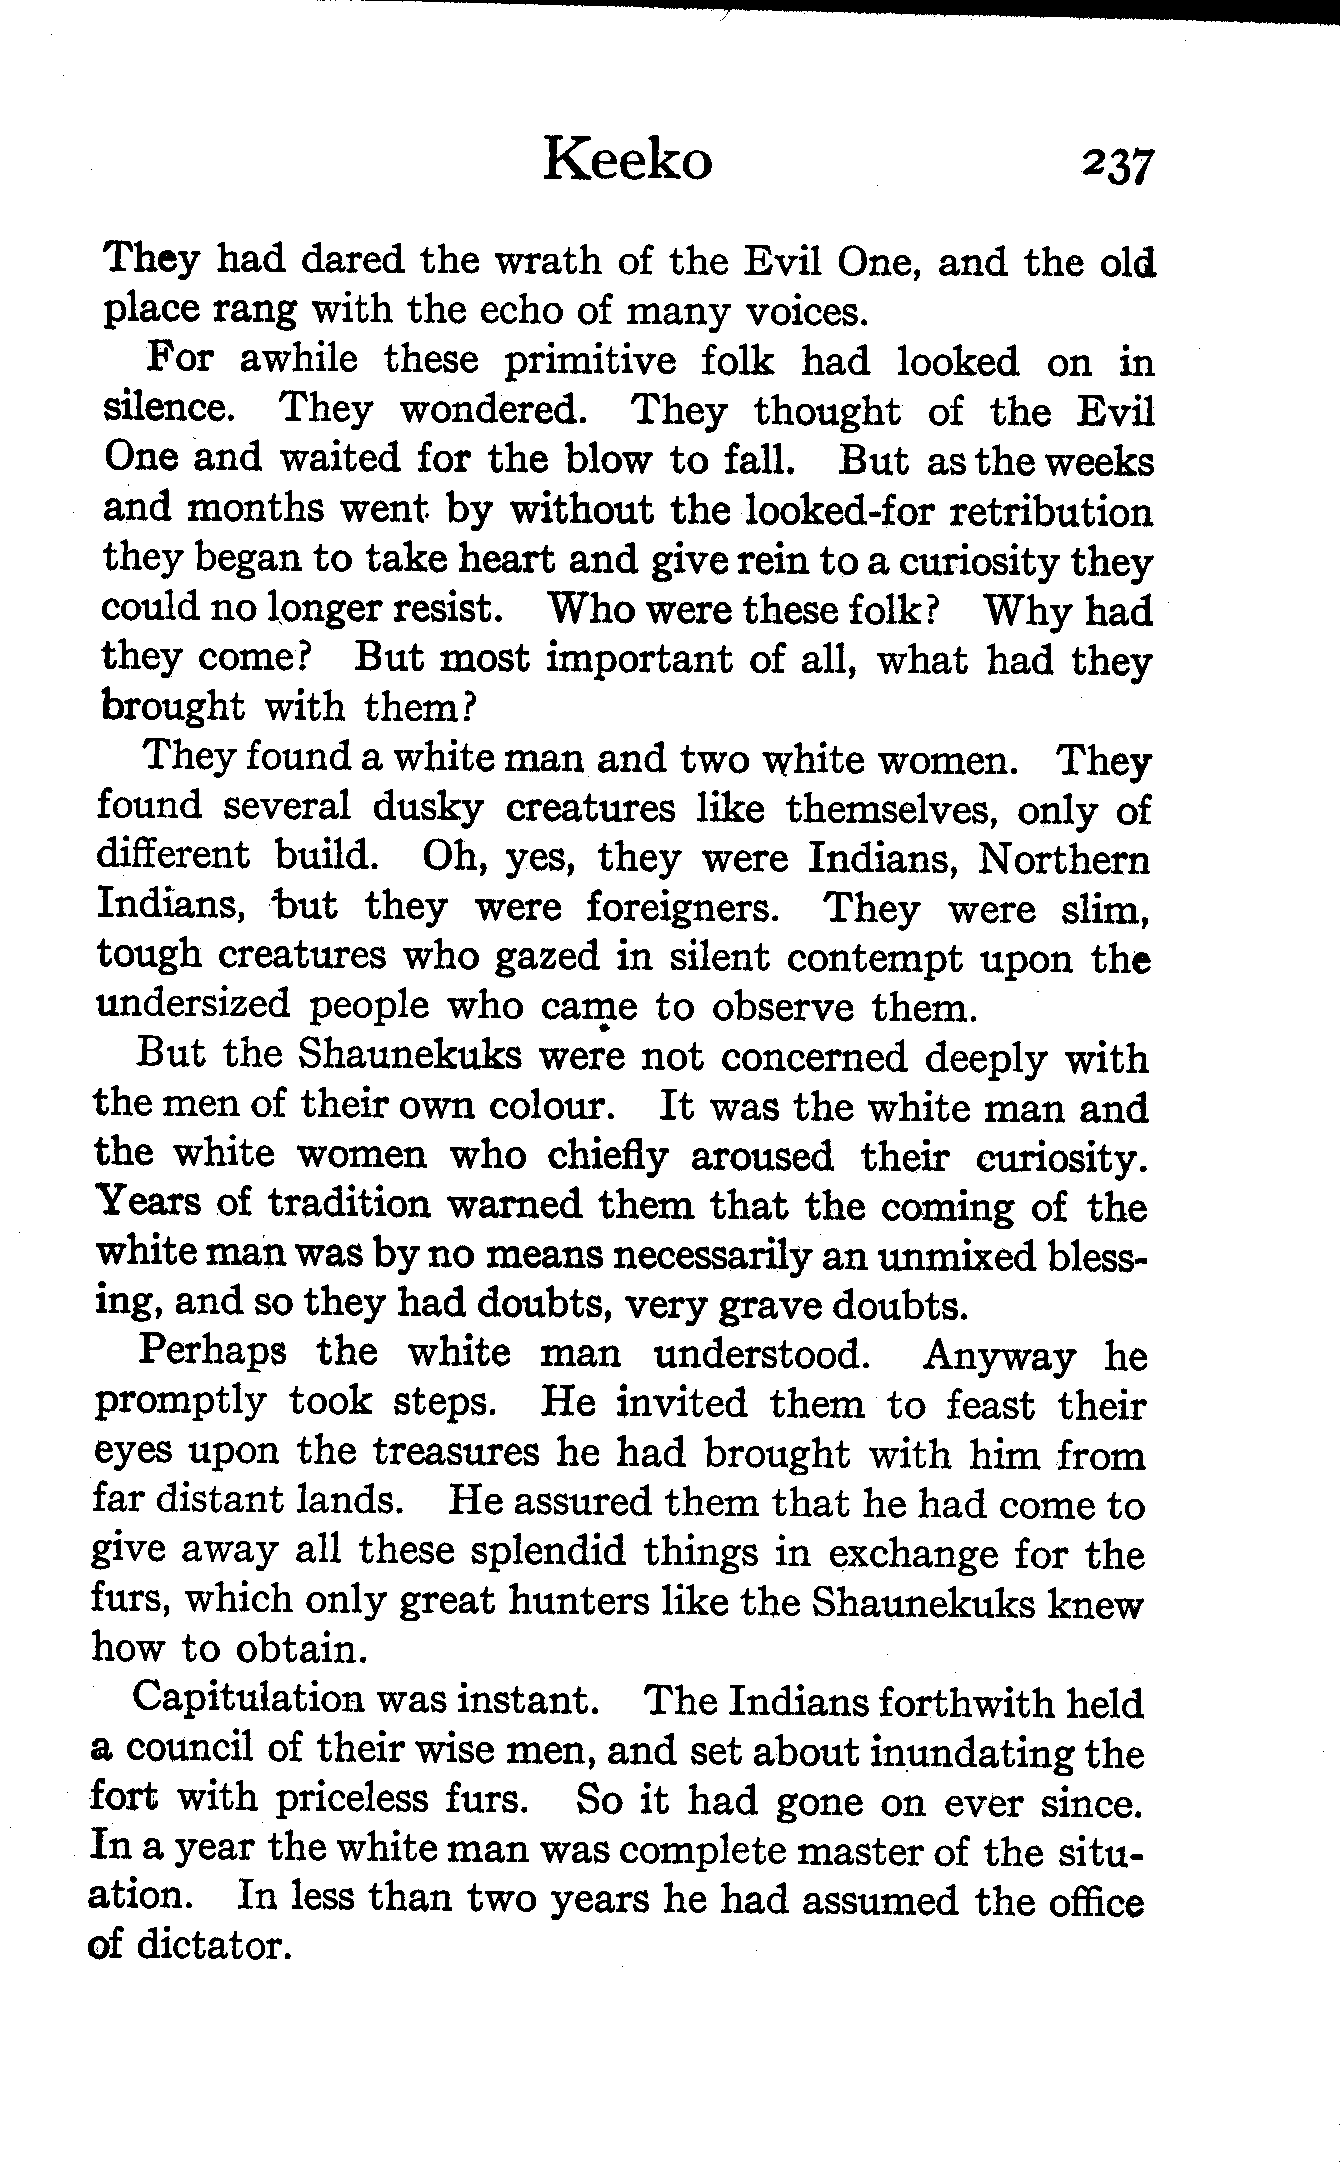 Keeko 237
They had dared the wrath of the Evil One, and the old
place rang with the echo of many voices.
For awhile these primitive folk had looked on in
silence. They wondered. They thought of the Evil
One and waited for the blow to fall. But as the weeks
and months went by without the looked-for retribution
they began to take heart and give rein to a curiosity they
could no longer resist. Who were these folk? Why had
they come? But most important of all, what had they
brought with them?
They found a white man and two white women. They
found several dusky creatures like themselves, only of
different build. Oh, yes, they were Indians, Northern
Indians, but they were foreigners. They were slim,
tough creatures who gazed in silent contempt upon the
undersized people who came to observe them.
But the Shaunekuks were not concerned deeply with
the men of their own colour. It was the white man and
the white women who chiefly aroused their curiosity.
Years of tradition warned them that the coming of the
white man was by no means necessarily an unmixed bless-
ing, and so they had doubts, very grave doubts.
Perhaps the white man understood. Anyway he
promptly took steps. He invited them to feast their
eyes upon the treasures he had brought with him from
far distant lands. He assured them that he had come to
give away all these splendid things in exchange for the
furs, which only great hunters like the Shaunekuks knew
how to obtain.
Capitulation was instant. The Indians forthwith held
a council of their wise men, and set about inundating the
fort with priceless furs. So it had gone on ever since.
In a year the white man was complete master of the situ-
ation. In less than two years he had assumed the office
of dictator.